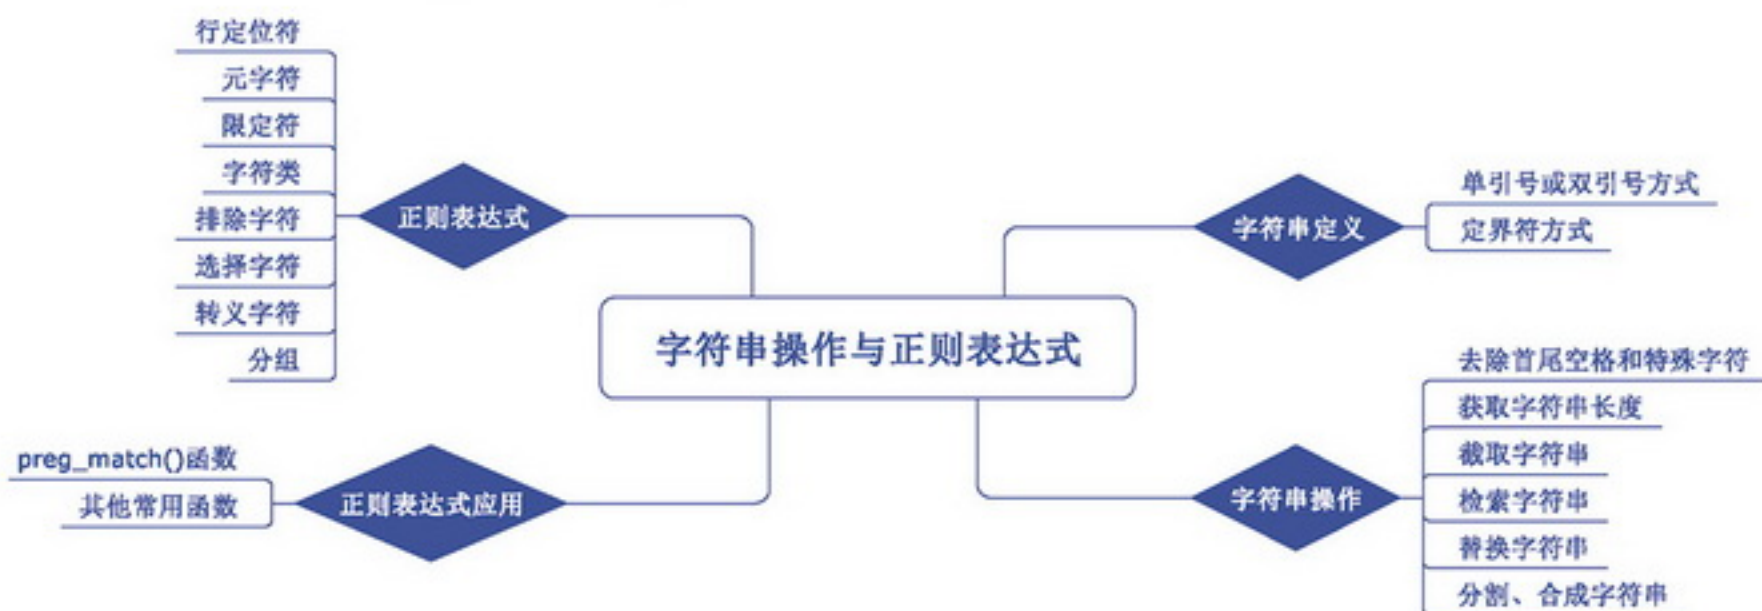 行定位符
元字符
限定符
字符类
排除字符
选择字符
转义字符
分组
正则表达式
preg_match()函数
其他常用函数
正则表达式应用
字符串操作与正则表达式
字符串定义
单引号或双引号方式
定界符方式
字符串操作
去除首尾空格和特殊字符
获取字符串长度
截取字符串
检索字符串
替换字符串
分割、合成字符串